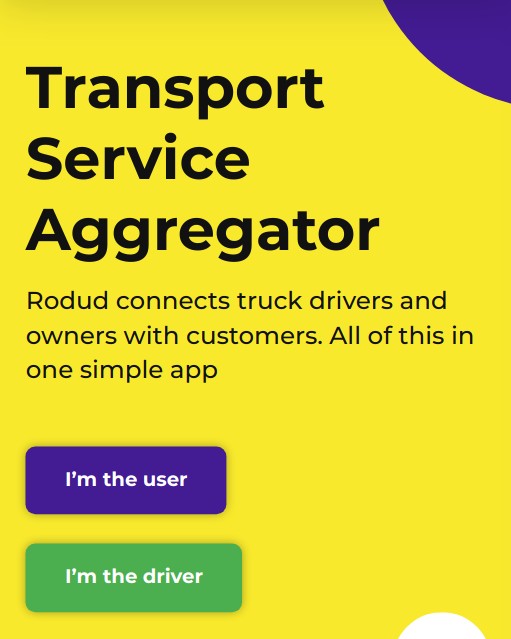 Transport
Service
Aggregator
Rodud connects truck drivers and
owners with customers. All of this in
one simple app
I’m the user
I’m the driver